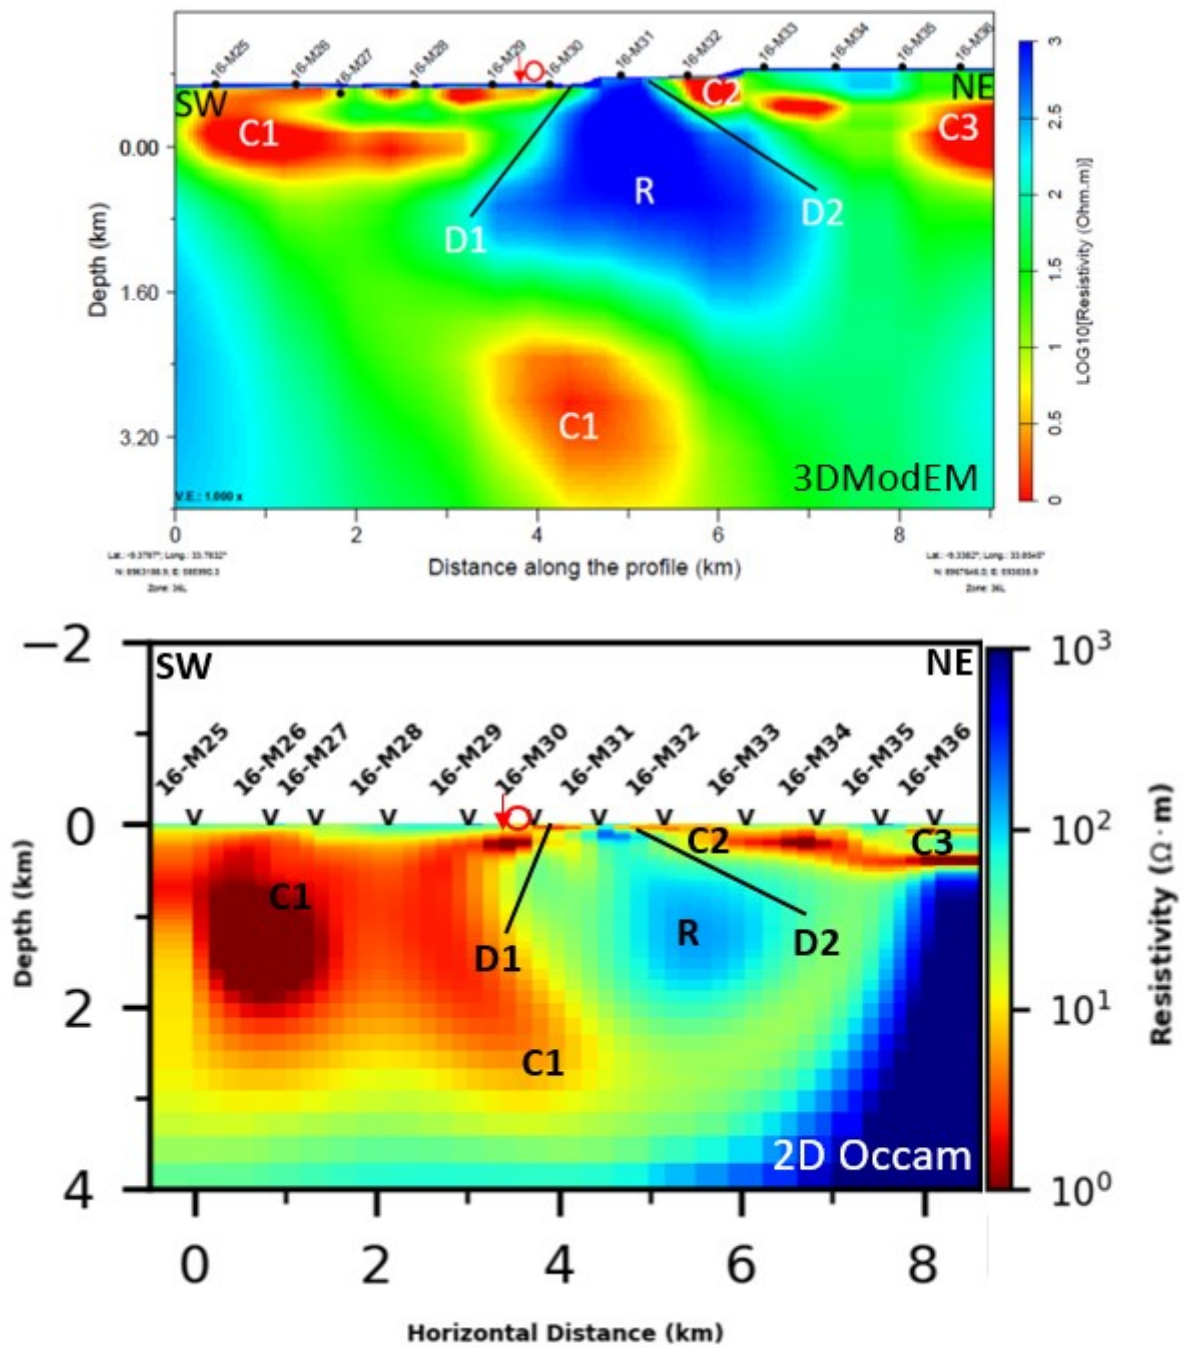 16-M25 16-M26 16-M27 16-M28 16-M29 16-M30 16-M31 16-M32 16-M33 16-M34 16-M35 16-M36
SW NE
C1 C2 C3
R
D1 D2
C1
3DModEM
V.E.: 1.000 x
0.00
1.60
3.20
Depth (km)
0 2 4 6 8
Distance along the profile (km)
Zone: 36L
Zone: 36L
3
2.5
2
1.5
1
0.5
0
LOG10[Resistivity (Ohm.m)]
−2
0
2
4
Depth (km)
SW NE
16-M25 16-M26 16-M27 16-M28 16-M29 16-M30 16-M31 16-M32 16-M33 16-M34 16-M35 16-M36
C1 C2 C3
R
D1 D2
C1
2D Occam
0 2 4 6 8
Horizontal Distance (km)
10³
10²
10¹
10⁰
Resistivity (Ω·m)